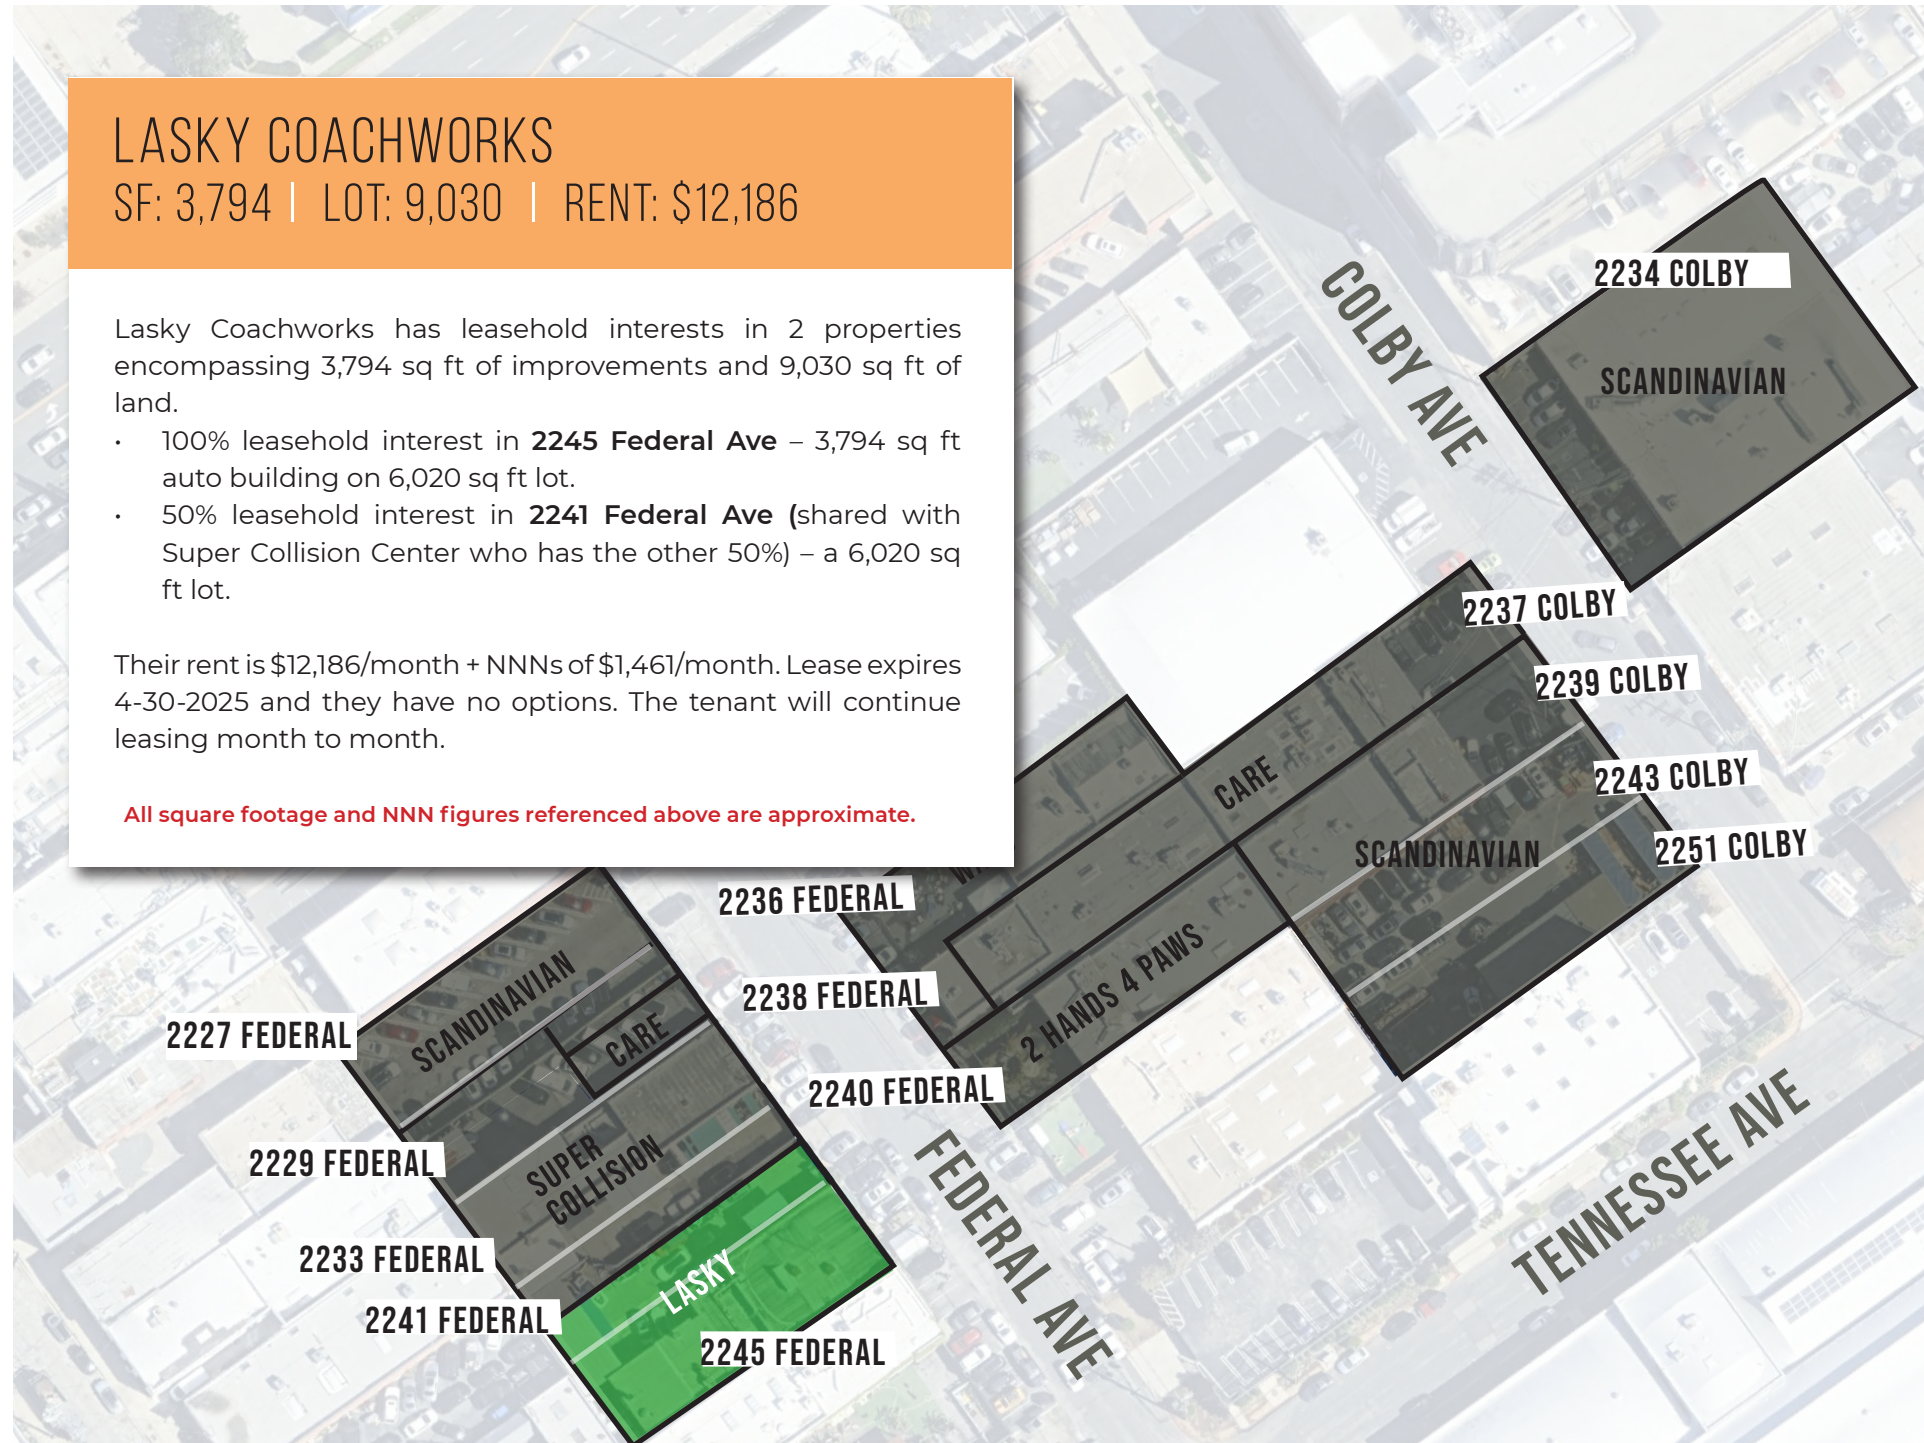 LASKY COACHWORKS
SF: 3,794 | LOT: 9,030 | RENT: $12,186
Lasky Coachworks has leasehold interests in 2 properties
encompassing 3,794 sq ft of improvements and 9,030 sq ft of
land.
• 100% leasehold interest in 2245 Federal Ave – 3,794 sq ft
auto building on 6,020 sq ft lot.
• 50% leasehold interest in 2241 Federal Ave (shared with
Super Collision Center who has the other 50%) – a 6,020 sq
ft lot.
Their rent is $12,186/month + NNNs of $1,461/month. Lease expires
4-30-2025 and they have no options. The tenant will continue
leasing month to month.
All square footage and NNN figures referenced above are approximate.
COLBY AVE
2234 COLBY
SCANDINAVIAN
2237 COLBY
2239 COLBY
2243 COLBY
2251 COLBY
CARE
SCANDINAVIAN
2 HANDS 4 PAWS
2236 FEDERAL
2238 FEDERAL
2240 FEDERAL
2227 FEDERAL
SCANDINAVIAN
CARE
2229 FEDERAL
SUPER
COLLISION
2233 FEDERAL
2241 FEDERAL
LASKY
2245 FEDERAL
FEDERAL AVE
TENNESSEE AVE